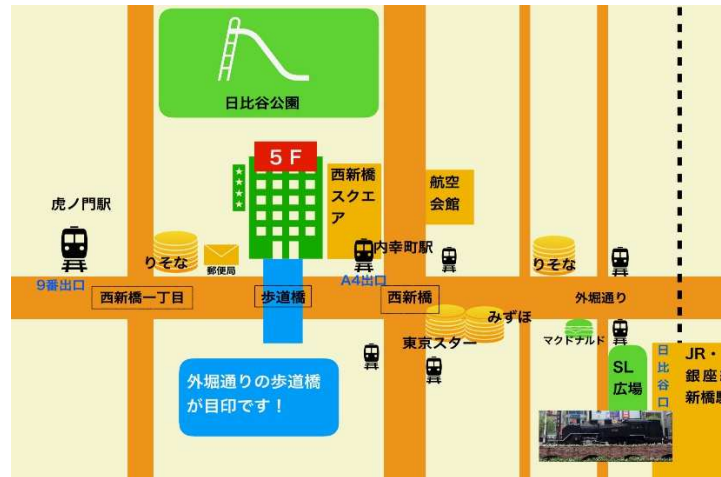 日比谷公園
5F
西新橋
スクエ
ア
航空
会館
虎ノ門駅
りそな
郵便局
内幸町駅
りそな
9番出口
A4出口
西新橋一丁目
歩道橋
西新橋
外堀通り
みずほ
東京スター
マクドナルド
外堀通りの歩道橋
が目印です!
SL
広場
日
比
谷
口
JR・
銀座
新橋駅